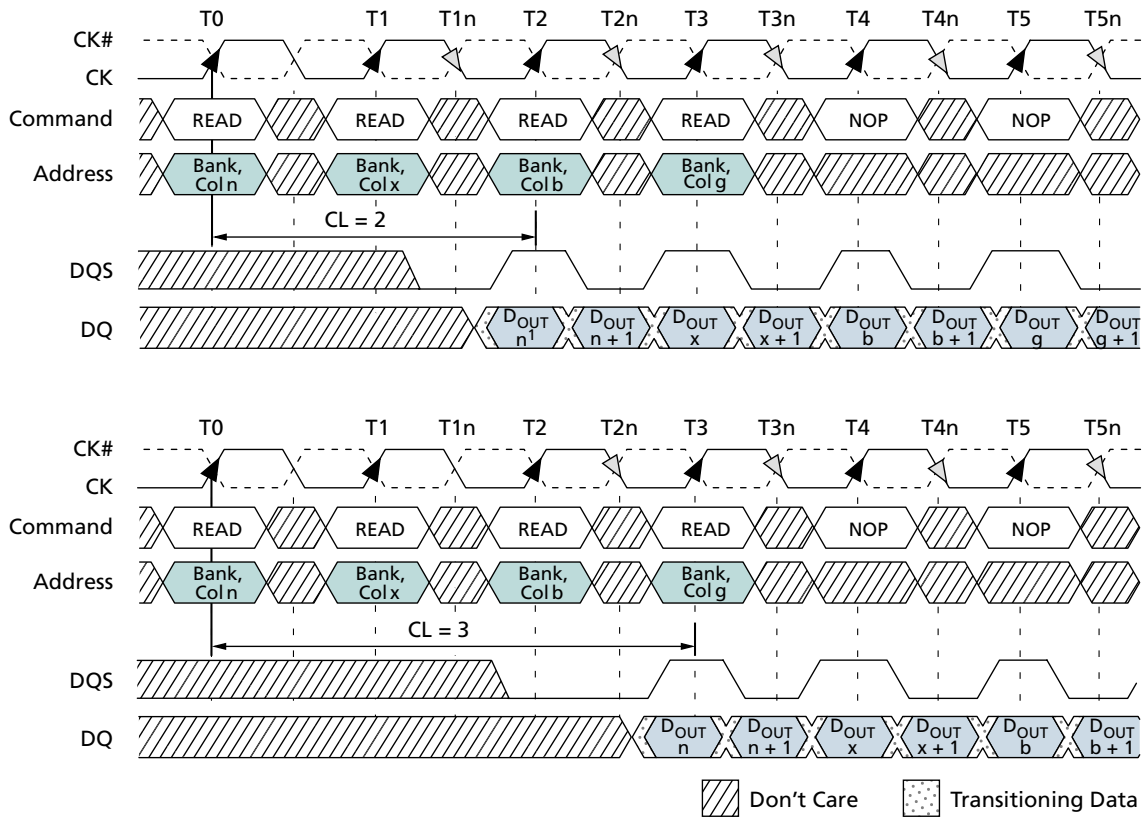 T0 T1 T1n T2 T2n T3 T3n T4 T4n T5 T5n
CK#
CK
Command READ READ READ READ NOP NOP
Address Bank, Col n Bank, Col x Bank, Col b Bank, Col g
CL = 2
DQS
DQ DOUT n1 DOUT n + 1 DOUT x DOUT x + 1 DOUT b DOUT b + 1 DOUT g DOUT g + 1
T0 T1 T1n T2 T2n T3 T3n T4 T4n T5 T5n
CK#
CK
Command READ READ READ READ NOP NOP
Address Bank, Col n Bank, Col x Bank, Col b Bank, Col g
CL = 3
DQS
DQ DOUT n DOUT n + 1 DOUT x DOUT x + 1 DOUT b DOUT b + 1
Don't Care Transitioning Data